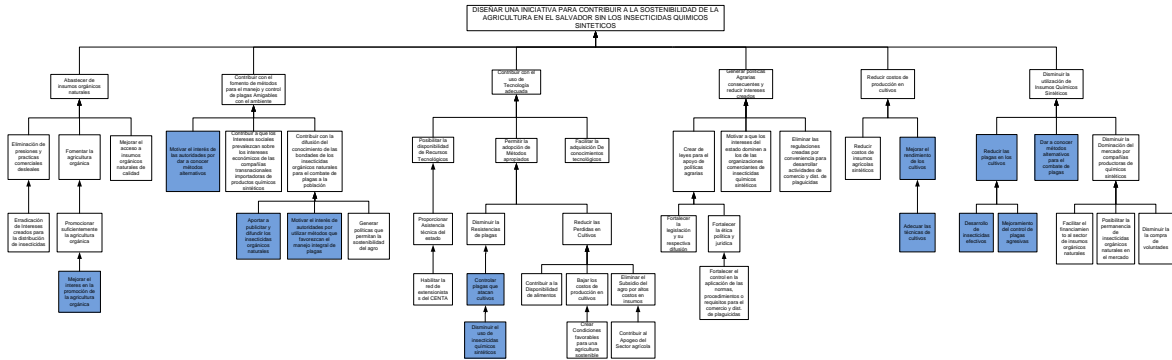 DISEÑAR UNA INICIATIVA PARA CONTRIBUIR A LA SOSTENIBILIDAD DE LA
AGRICULTURA EN EL SALVADOR SIN LOS INSECTICIDAS QUIMICOS
SINTETICOS
Abastecer de
insumos orgánicos
naturales
Contribuir con el
fomento de métodos
para el manejo y control
de plagas Amigables
con el ambiente
Contribuir con el
uso de
Tecnología
adecuada
Generar políticas
Agrarias
consecuentes y
reducir intereses
creados
Reducir costos de
producción en
cultivos
Disminuir la
utilización de
Insumos Químicos
Sintéticos
Eliminación de
presiones y
practicas
comerciales
desleales
Fomentar la
agricultura
orgánica
Mejorar el
acceso a
insumos
orgánicos
naturales
de calidad
Motivar el interés de
las autoridades por
dar a conocer
métodos
alternativos
Contribuir a que los
Intereses sociales
prevalezcan sobre
los intereses
económicos de las
compañías
transnacionales
importadoras de
productos químicos
sintéticos
Contribuir con la
difusión del
conocimiento de las
bondades de los
insecticidas
orgánicos naturales
para el combate de
plagas a la
población
Posibilitar la
disponibilidad
de Recursos
Tecnológicos
Permitir la
adopción de
Métodos
apropiados
Facilitar la
adquisición De
conocimientos
tecnológicos
Crear de
leyes para el
apoyo de
políticas
agrarias
Motivar a que los
intereses del
estado dominen a
los de las
organizaciones
comerciantes de
insecticidas
químicos
sintéticos
Eliminar las
regulaciones
creadas por
conveniencia para
desarrollar
actividades de
comercio y dist. de
plaguicidas
Reducir
costos de
insumos
agrícolas
sintéticos
Mejorar el
rendimiento
de los
cultivos
Reducir las
plagas en los
cultivos
Dar a conocer
métodos
alternativos
para el
combate de
plagas
Disminuir la
Dominación del
mercado por
compañías
productoras de
químicos
sintéticos
Erradicación de
Intereses
creados para la
distribución de
insecticidas
Promocionar
suficientemente la
agricultura
orgánica
Aportar a
publicitar y
difundir los
insecticidas
orgánicos
naturales
Motivar el interés de
autoridades por
utilizar métodos que
favorezcan el
manejo integral de
plagas
Generar
políticas que
permitan la
sostenibilidad
del agro
Proporcionar
Asistencia
técnica del
estado
Disminuir la
Resistencias
de plagas
Reducir las
Perdidas en
Cultivos
Fortalecer la
legislación y su
respectiva
difusión
Fortalecer
la ética
política y
jurídica
Adecuar las
técnicas de
cultivos
Desarrollo
de
insecticidas
efectivas
Mejoramiento
del control de
plagas
agresivas
Facilitar el
financiamien
to al sector
de insumos
orgánicos
naturales
Posibilitar la
permanencia
de
insecticidas
orgánicos
naturales en
el mercado
Disminuir
la compra
de
voluntades
Mejorar el
interes en la
promoción de
la agricultura
orgánica
Habilitar la
red de
extensioniste
s del CENTA
Controlar
plagas que
atacan
cultivos
Contribuir a la
Disponibilidad
de alimentos
Bajar los
costos de
producción en
cultivos
Eliminar el
Subsidio del
agro por
altos costos
en insumos
Fortalecer el
control en la
aplicación de las
normas,
procedimientos o
requisitos para el
comercio y dist.
de plaguicidas
Disminuir el
uso de
insecticidas
químicos
sintéticos
Crear
Condiciones
favorables
para una
agricultura
sostenible
Contribuir al
Apogeo del
Sector agrícola